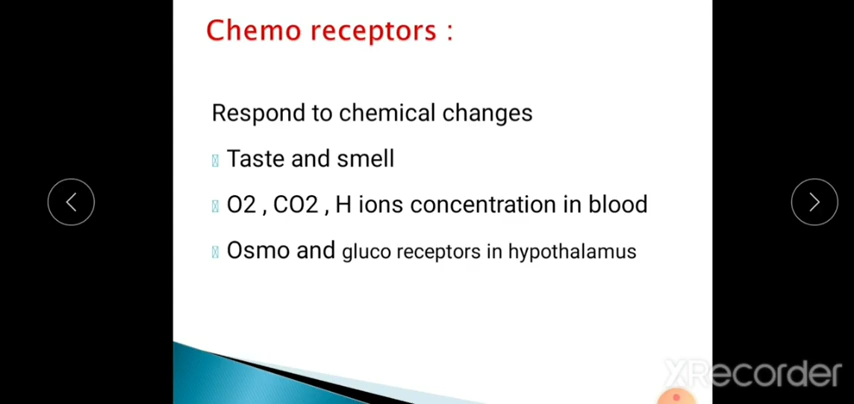 Chemo receptors :
Respond to chemical changes
Taste and smell
O2 , CO2 , H ions concentration in blood
Osmo and gluco receptors in hypothalamus
XRecorder